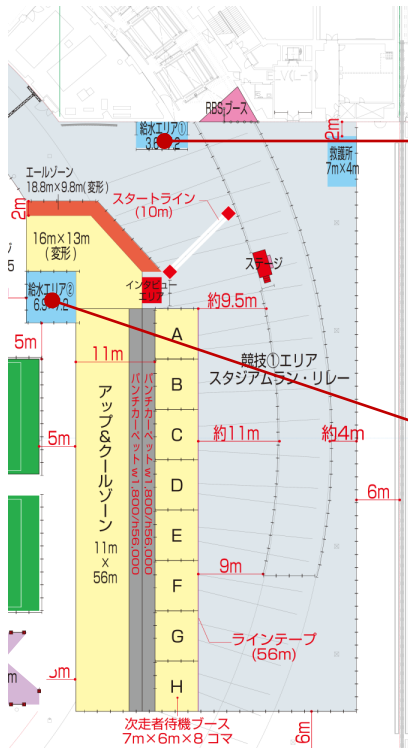 RBS ブース
給水エリア①
2m
救護所
7m×4m
エールゾーン
18.8m×9.8m(変形)
スタートライン
(10m)
2m
16m×13m
(変形)
ステージ
5
給水エリア②
インタビュー
エリア
約9.5m
A
5m
11m
競技①エリア
スタジアムラン・リレー
B
アップ&クールゾーン
11m
×
56m
パンチカーペット w1,800/h56,000
パンチカーペット w1,800/h56,000
5m
C
約11m
約4m
D
6m
E
F
9m
G
ラインテープ
(56m)
m
H
次走者待機ブース
7m×6m×8 コマ
6m